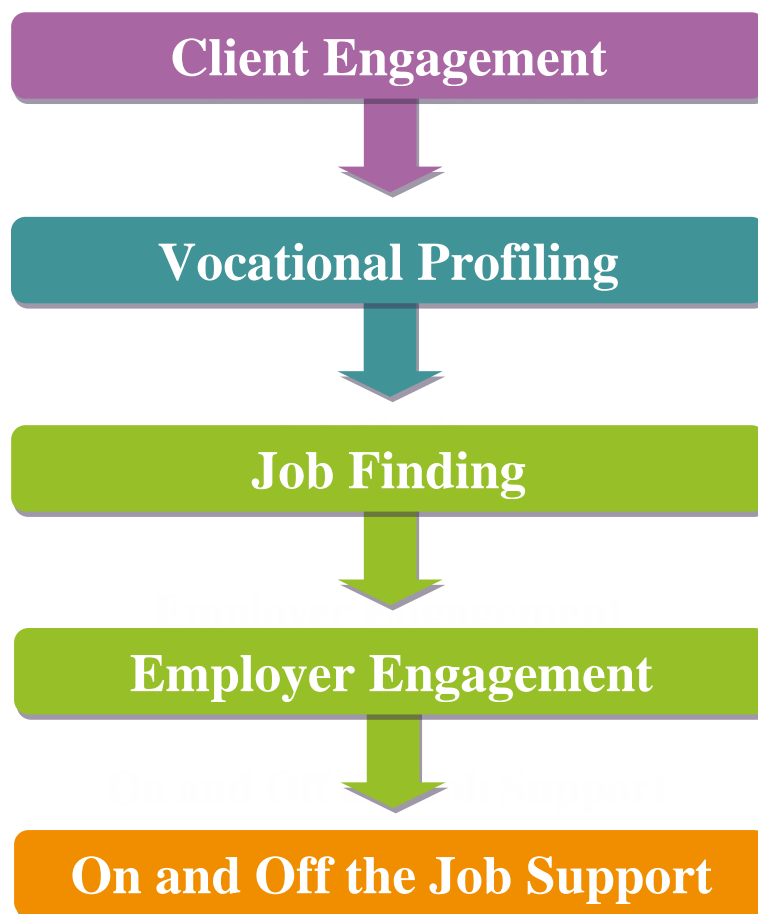 Client Engagement
Vocational Profiling
Job Finding
Employer Engagement
On and Off the Job Support